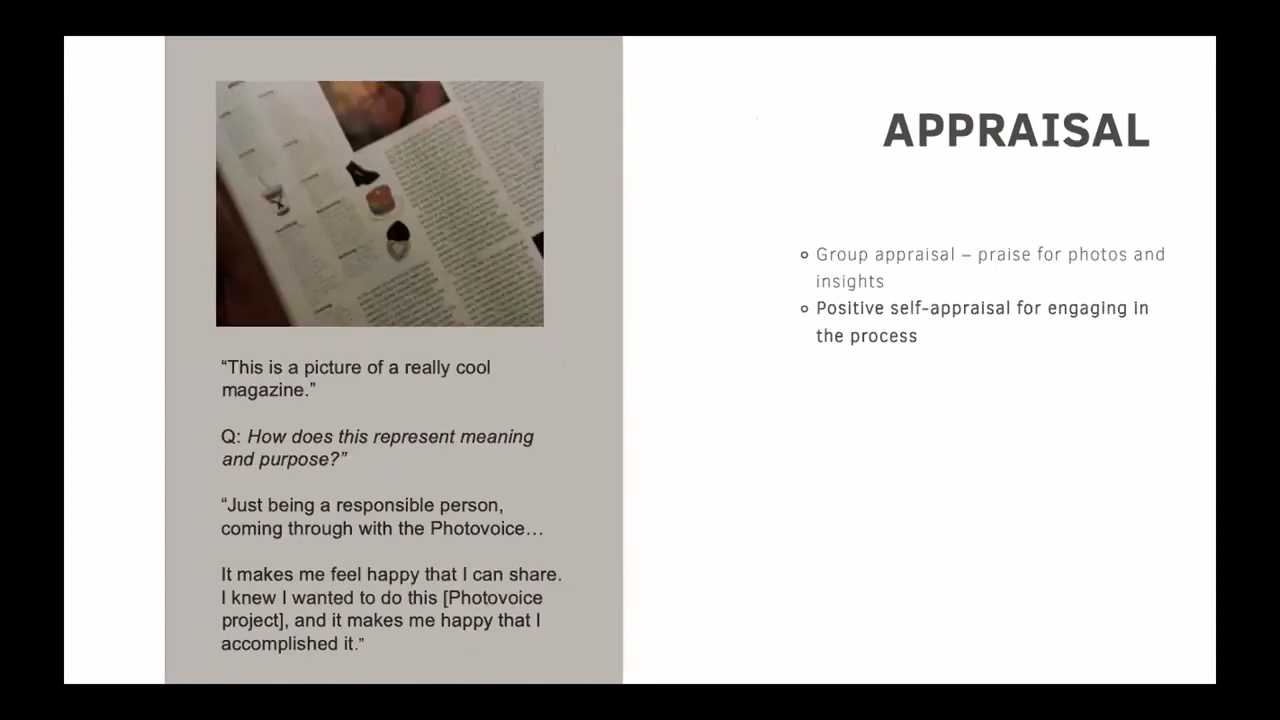 APPRAISAL
Group appraisal – praise for photos and
insights
Positive self-appraisal for engaging in
the process
“This is a picture of a really cool
magazine.”
Q: How does this represent meaning
and purpose?”
“Just being a responsible person,
coming through with the Photovoice…
It makes me feel happy that I can share.
I knew I wanted to do this [Photovoice
project], and it makes me happy that I
accomplished it.”